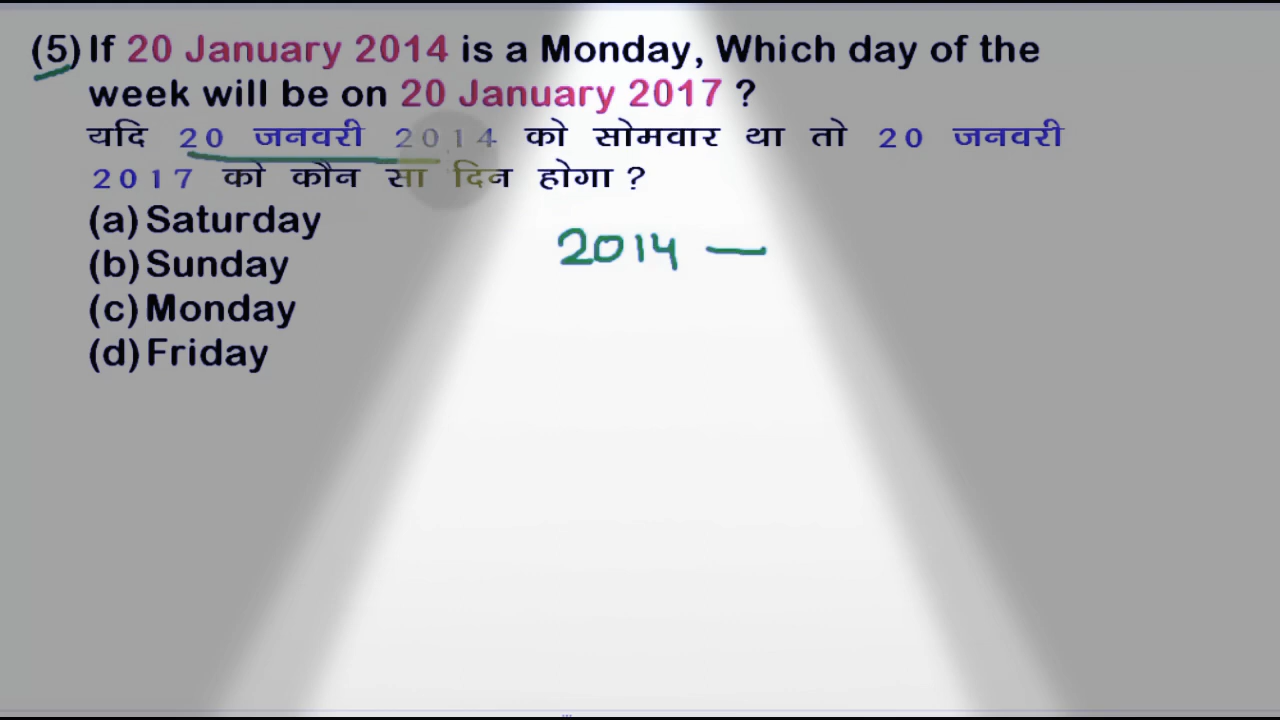 (5) If 20 January 2014 is a Monday, Which day of the
week will be on 20 January 2017 ?
यदि 20 जनवरी 2014 को सोमवार था तो 20 जनवरी
2017 को कौन सा दिन होगा ?
(a) Saturday
2014 —
(b) Sunday
(c) Monday
(d) Friday